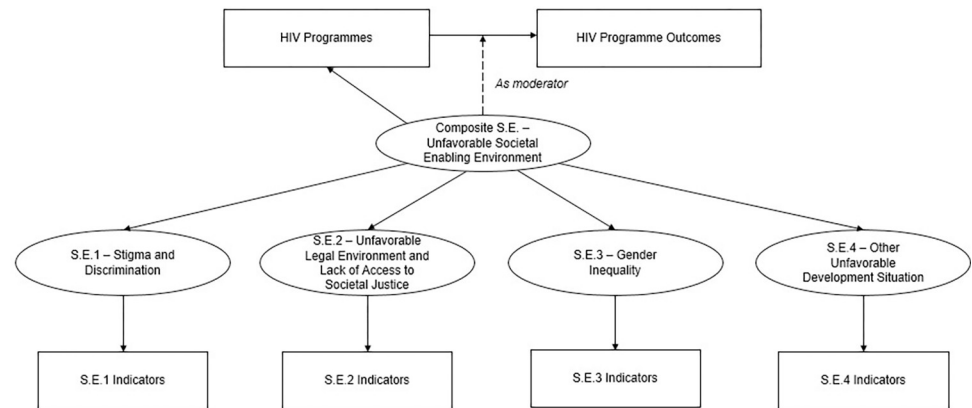 HIV Programmes
HIV Programme Outcomes
As moderator
Composite S.E. –
Unfavorable Societal
Enabling Environment
S.E.1 – Stigma and
Discrimination
S.E.2 – Unfavorable
Legal Environment and
Lack of Access to
Societal Justice
S.E.3 – Gender
Inequality
S.E.4 – Other
Unfavorable
Development Situation
S.E.1 Indicators
S.E.2 Indicators
S.E.3 Indicators
S.E.4 Indicators